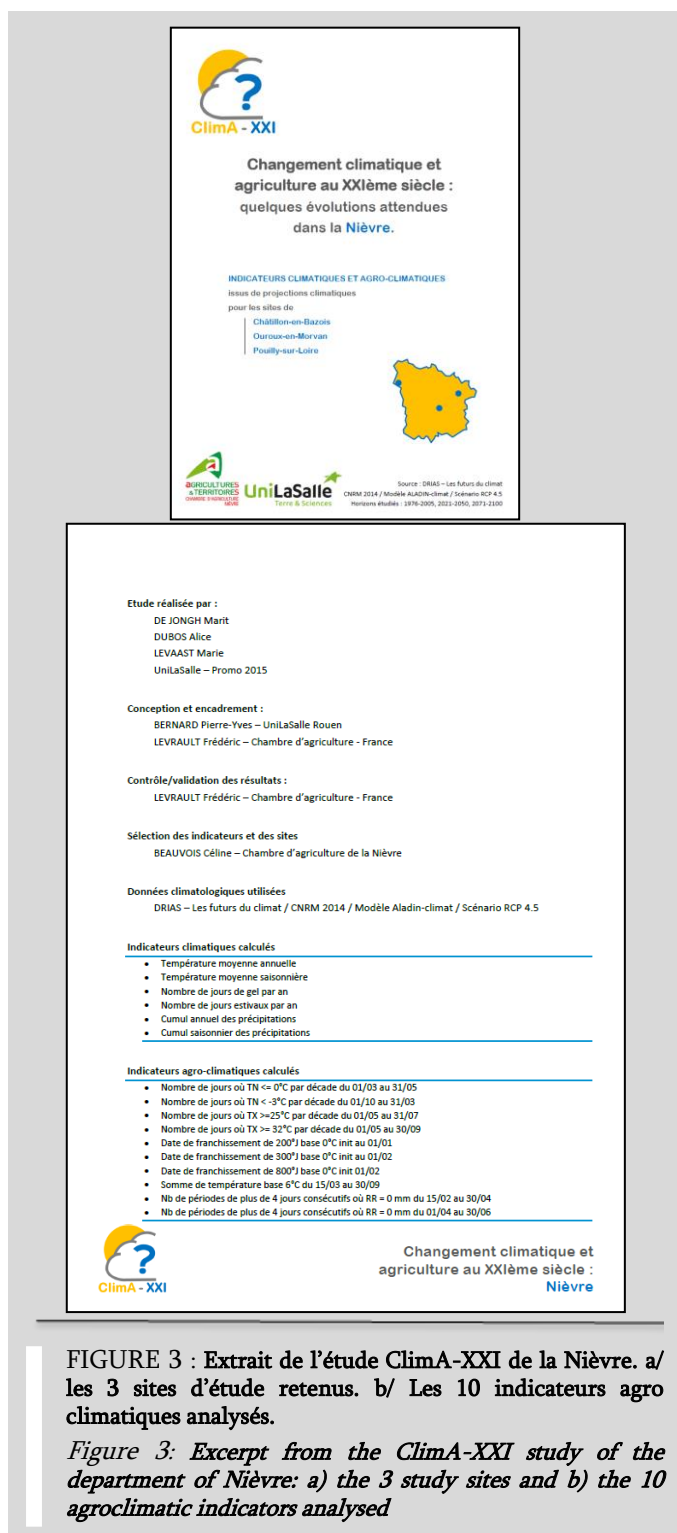 ?
ClimA - XXI
Changement climatique et
agriculture au XXIème siècle :
quelques évolutions attendues
dans la Nièvre.
INDICATEURS CLIMATIQUES ET AGRO-CLIMATIQUES
issus de projections climatiques
pour les sites de
Châtillon-en-Bazois
Ouroux-en-Morvan
Pouilly-sur-Loire
AGRICULTURES
& TERRITOIRES
CHAMBRE D'AGRICULTURE
NIÈVRE
UniLaSalle
Terre & Sciences
Source : DRIAS – Les futurs du climat
CNRM 2014 / Modèle ALADIN-climat / Scénario RCP 4.5
Horizons étudiés : 1976-2005, 2021-2050, 2071-2100
Etude réalisée par :
DE JONGH Marit
DUBOS Alice
LEVAAST Marie
UniLaSalle – Promo 2015
Conception et encadrement :
BERNARD Pierre-Yves – UniLaSalle Rouen
LEVRAULT Frédéric – Chambre d'agriculture - France
Contrôle/validation des résultats :
LEVRAULT Frédéric – Chambre d'agriculture - France
Sélection des indicateurs et des sites
BEAUVOIS Céline – Chambre d'agriculture de la Nièvre
Données climatologiques utilisées
DRIAS – Les futurs du climat / CNRM 2014 / Modèle Aladin-climat / Scénario RCP 4.5
Indicateurs climatiques calculés
• Température moyenne annuelle
• Température moyenne saisonnière
• Nombre de jours de gel par an
• Nombre de jours estivaux par an
• Cumul annuel des précipitations
• Cumul saisonnier des précipitations
Indicateurs agro-climatiques calculés
• Nombre de jours où TN <= 0°C par décade du 01/03 au 31/05
• Nombre de jours où TN < -3°C par décade du 01/10 au 31/03
• Nombre de jours où TX >=25°C par décade du 01/05 au 31/07
• Nombre de jours où TX >= 32°C par décade du 01/05 au 30/09
• Date de franchissement de 200°J base 0°C init au 01/01
• Date de franchissement de 300°J base 0°C init au 01/02
• Date de franchissement de 800°J base 0°C init 01/02
• Somme de température base 6°C du 15/03 au 30/09
• Nb de périodes de plus de 4 jours consécutifs où RR = 0 mm du 15/02 au 30/04
• Nb de périodes de plus de 4 jours consécutifs où RR = 0 mm du 01/04 au 30/06
?
ClimA - XXI
Changement climatique et
agriculture au XXIème siècle :
Nièvre
FIGURE 3 : Extrait de l'étude ClimA-XXI de la Nièvre. a/
les 3 sites d'étude retenus. b/ Les 10 indicateurs agro
climatiques analysés.
Figure 3: Excerpt from the ClimA-XXI study of the
department of Nièvre: a) the 3 study sites and b) the 10
agroclimatic indicators analysed